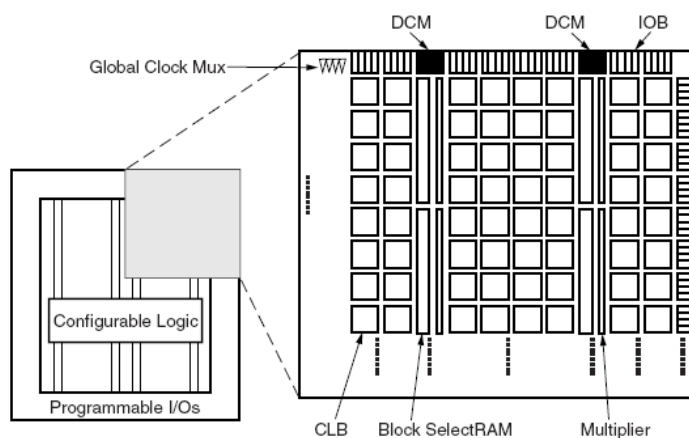 DCM
DCM
IOB
Global Clock Mux
Configurable Logic
Programmable I/Os
CLB
Block SelectRAM
Multiplier